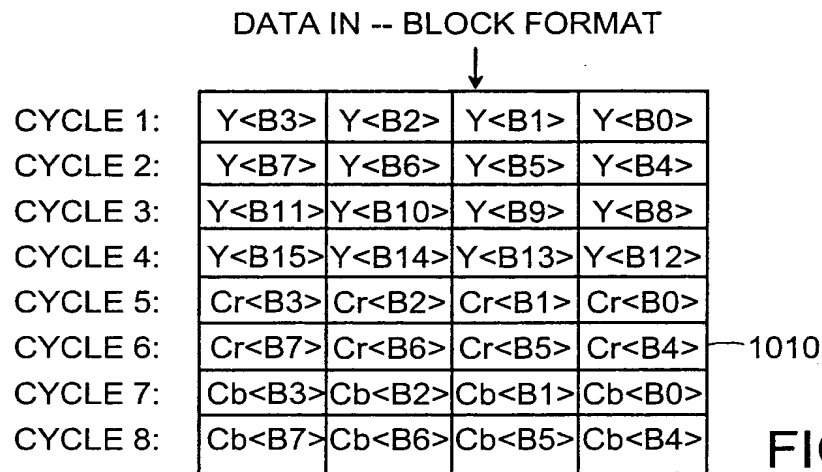 DATA IN -- BLOCK FORMAT
CYCLE 1: Y<B3> Y<B2> Y<B1> Y<B0>
CYCLE 2: Y<B7> Y<B6> Y<B5> Y<B4>
CYCLE 3: Y<B11> Y<B10> Y<B9> Y<B8>
CYCLE 4: Y<B15> Y<B14> Y<B13> Y<B12>
CYCLE 5: Cr<B3> Cr<B2> Cr<B1> Cr<B0>
CYCLE 6: Cr<B7> Cr<B6> Cr<B5> Cr<B4> 1010
CYCLE 7: Cb<B3> Cb<B2> Cb<B1> Cb<B0>
CYCLE 8: Cb<B7> Cb<B6> Cb<B5> Cb<B4>